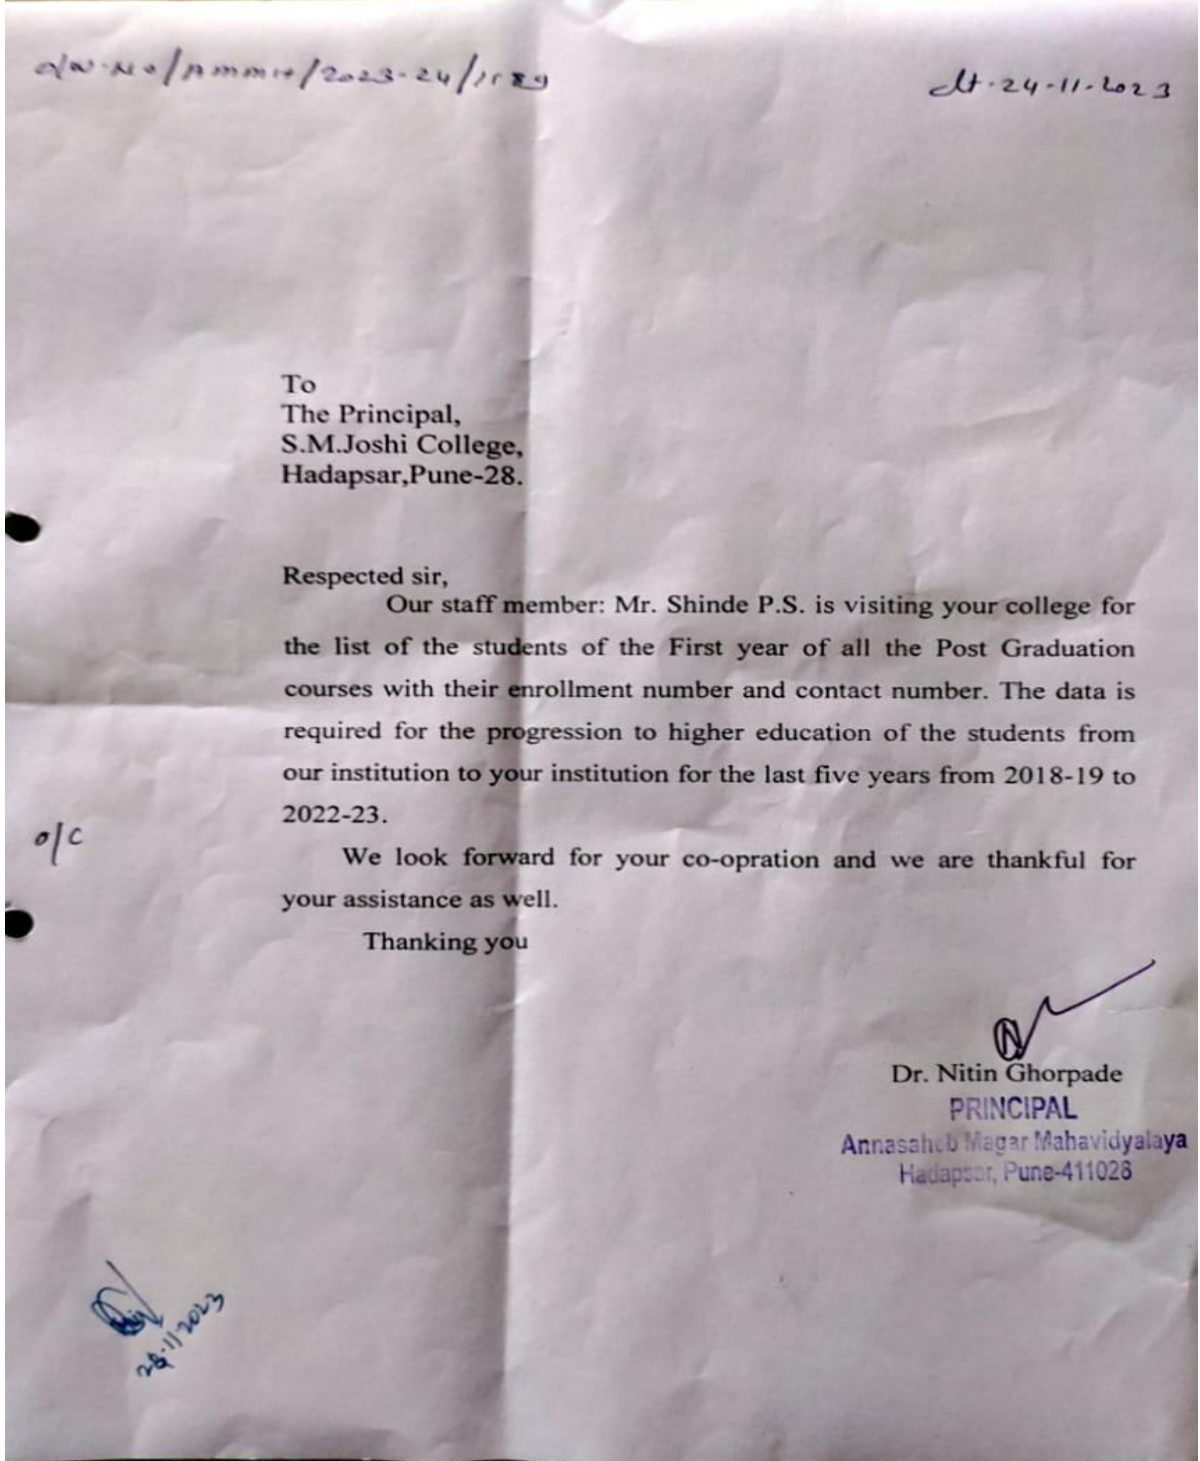 /2023-24/
dt. 24-11-2023
To
The Principal,
S.M.Joshi College,
Hadapsar,Pune-28.
Respected sir,
Our staff member: Mr. Shinde P.S. is visiting your college for
the list of the students of the First year of all the Post Graduation
courses with their enrollment number and contact number. The data is
required for the progression to higher education of the students from
our institution to your institution for the last five years from 2018-19 to
2022-23.
o/c
We look forward for your co-opration and we are thankful for
your assistance as well.
Thanking you
Dr. Nitin Ghorpade
PRINCIPAL
Annasaheb Magar Mahavidyalaya
Hadapsar, Pune-411028
28-11-2023